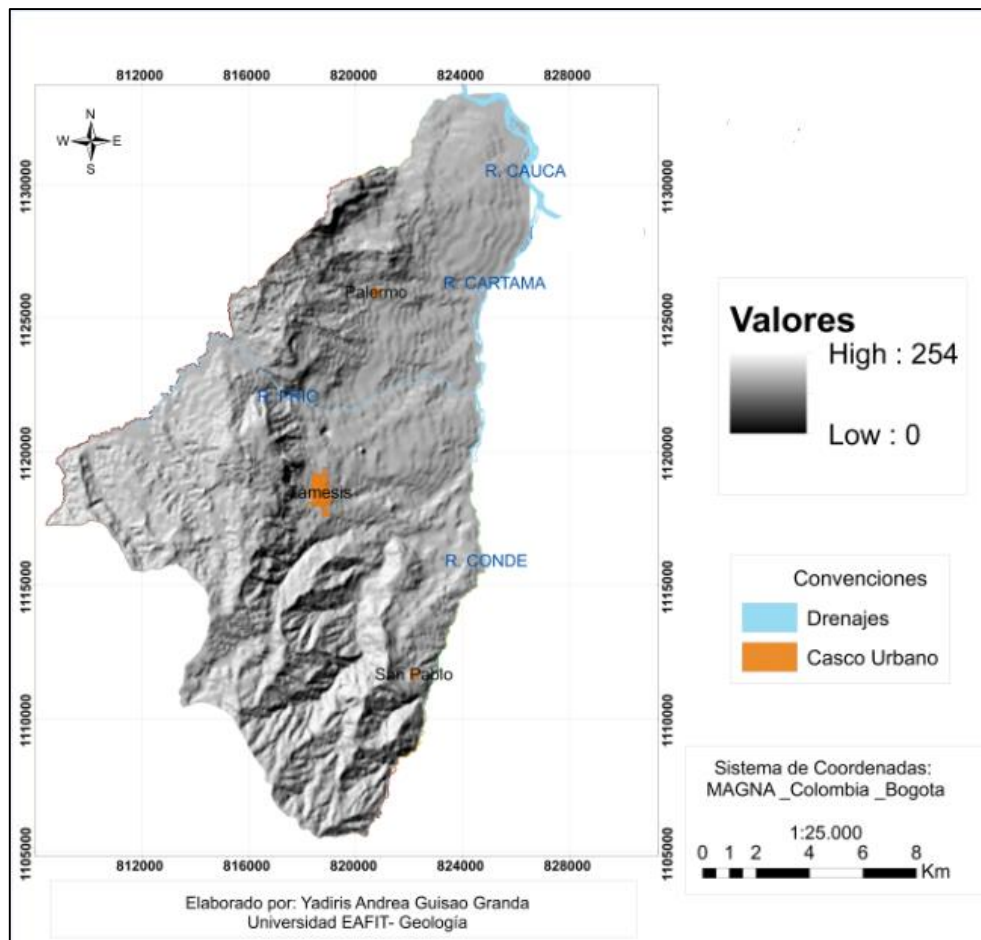 812000 816000 820000 824000 828000
N
W E
S
1130000
1130000
R. CAUCA
R. CARTAMA
Palermo
1125000
1125000
R. FRIO
1120000
1120000
Tamesis
R. CONDE
1115000
1115000
San Pablo
1110000
1110000
1105000
1105000
812000 816000 820000 824000 828000
Valores
High : 254
Low : 0
Convenciones
Drenajes
Casco Urbano
Sistema de Coordenadas:
MAGNA _Colombia _Bogota
1:25.000
0 1 2 4 6 8
Km
Elaborado por: Yadiris Andrea Guisao Granda
Universidad EAFIT- Geología